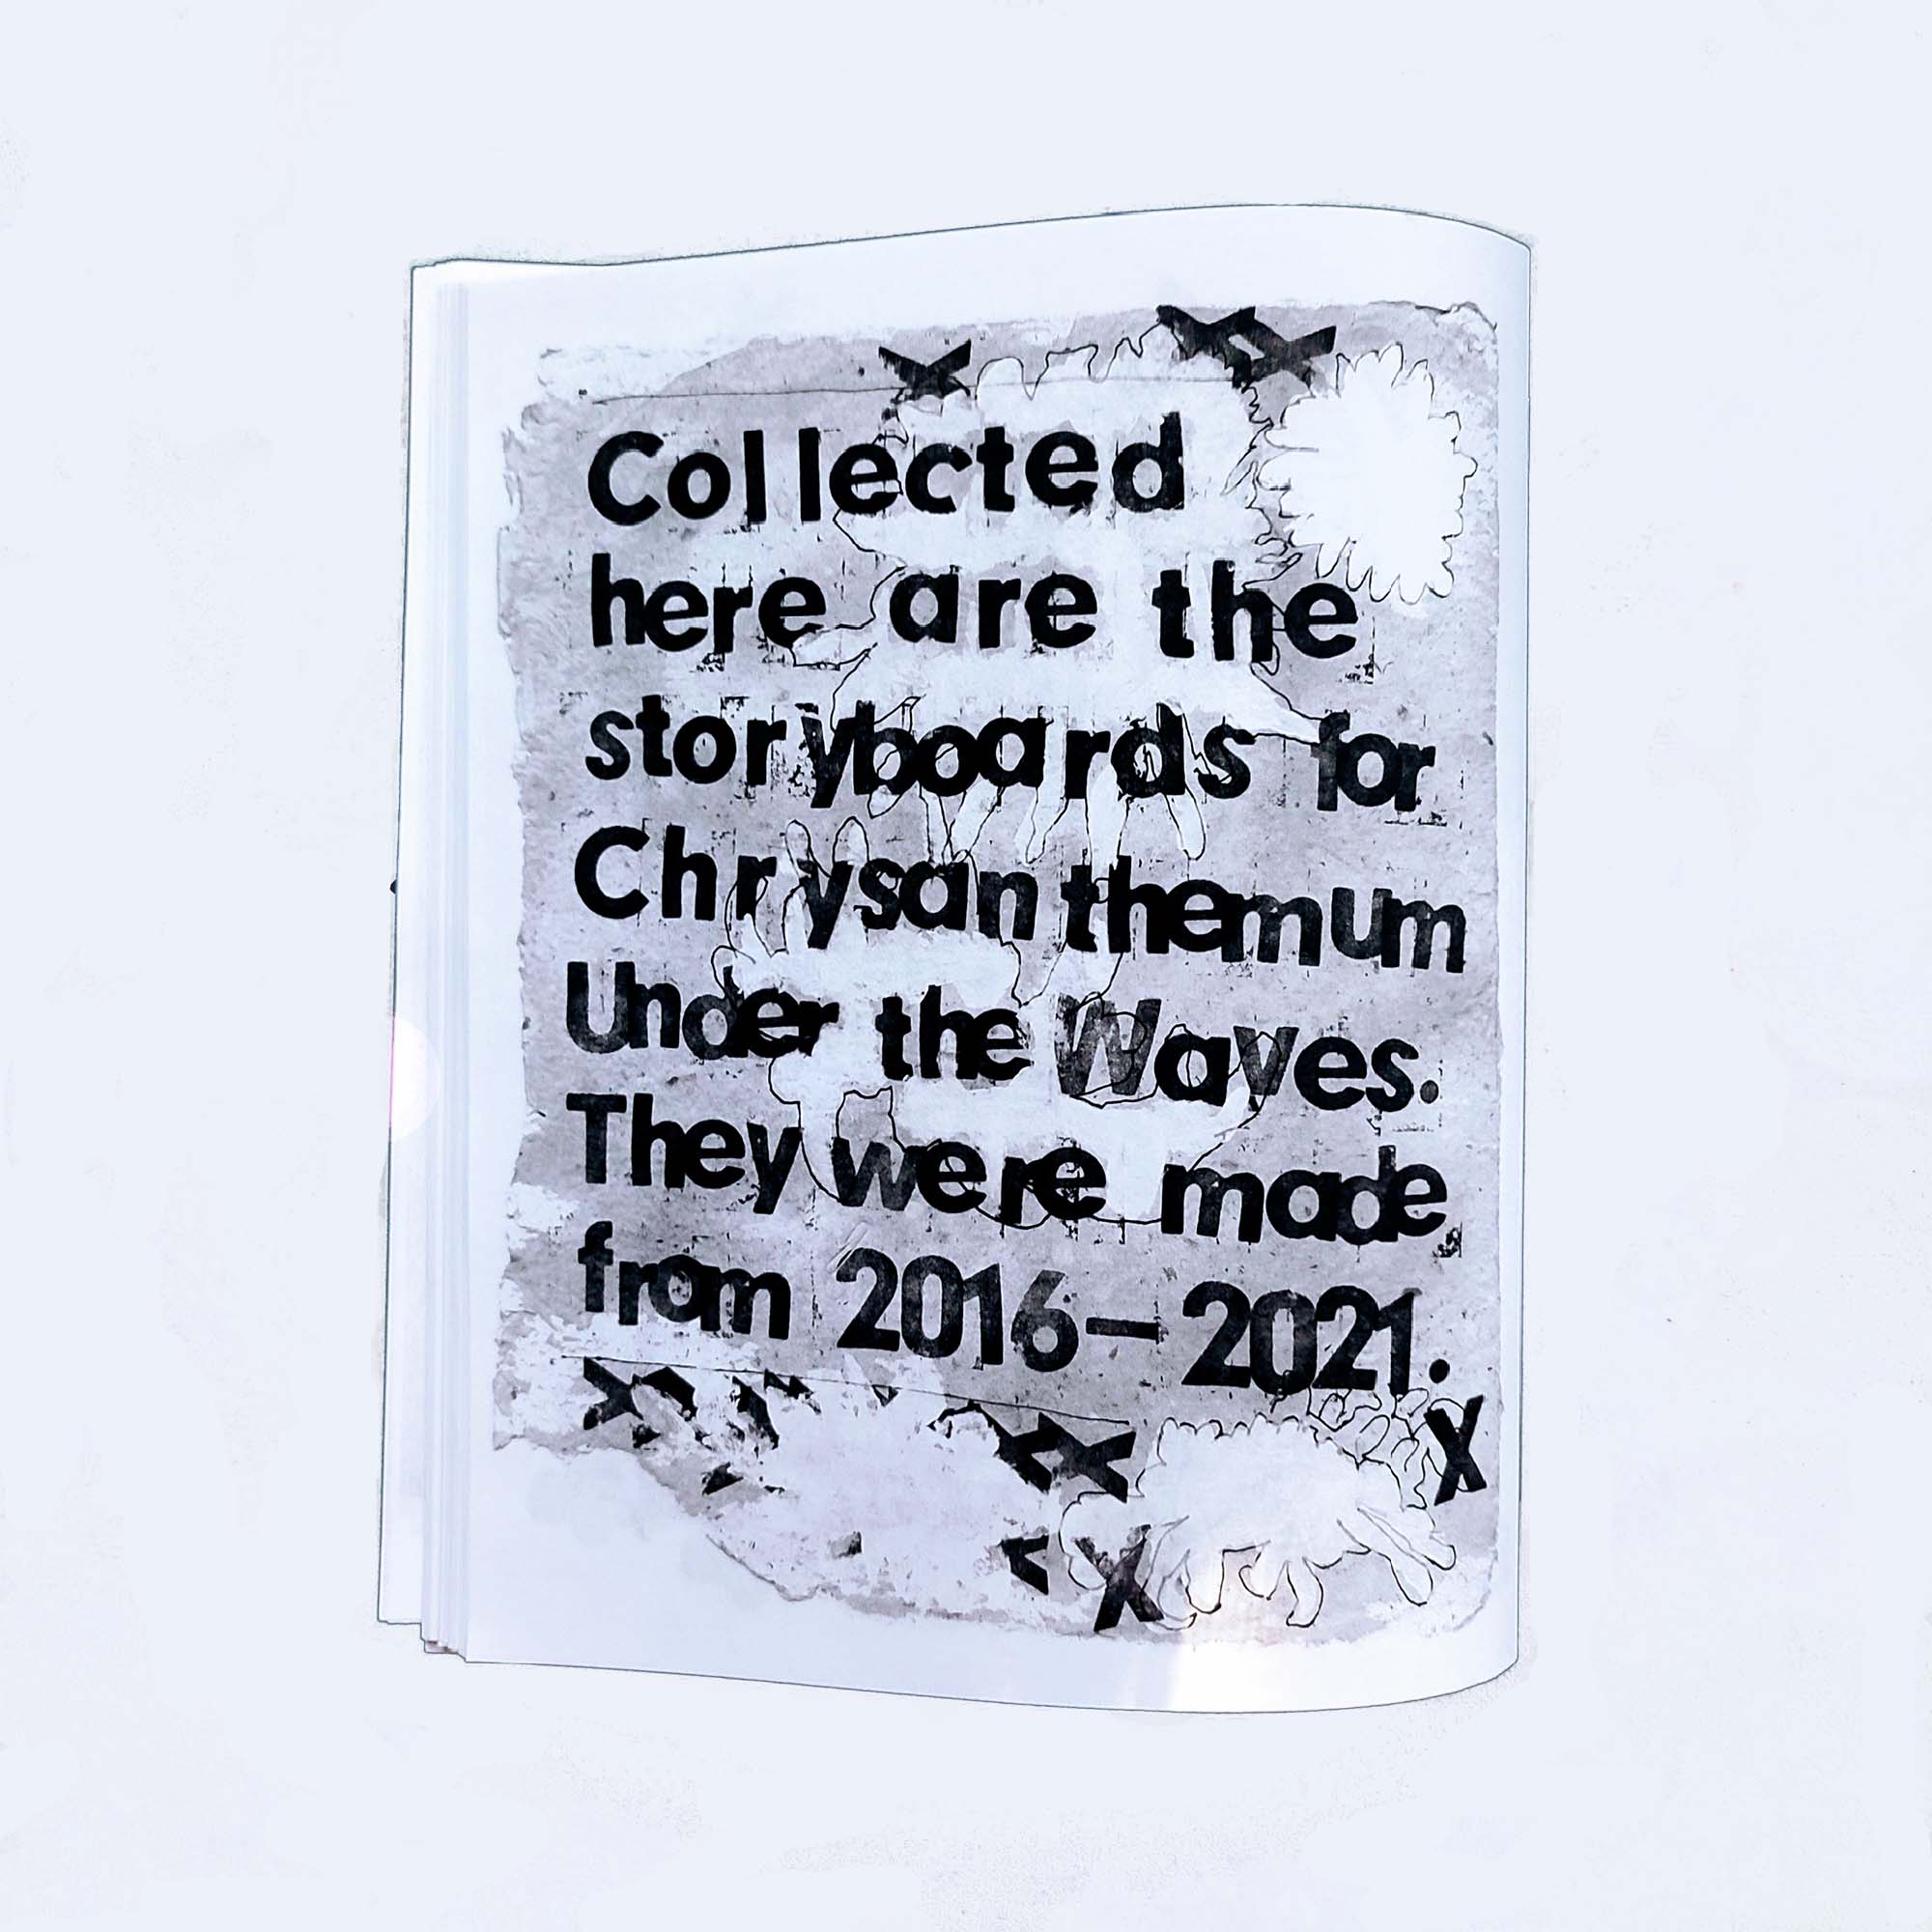 Collected
here are the
storyboards for
Chrysanthemum
Under the Waves.
They were made
from 2016–2021.